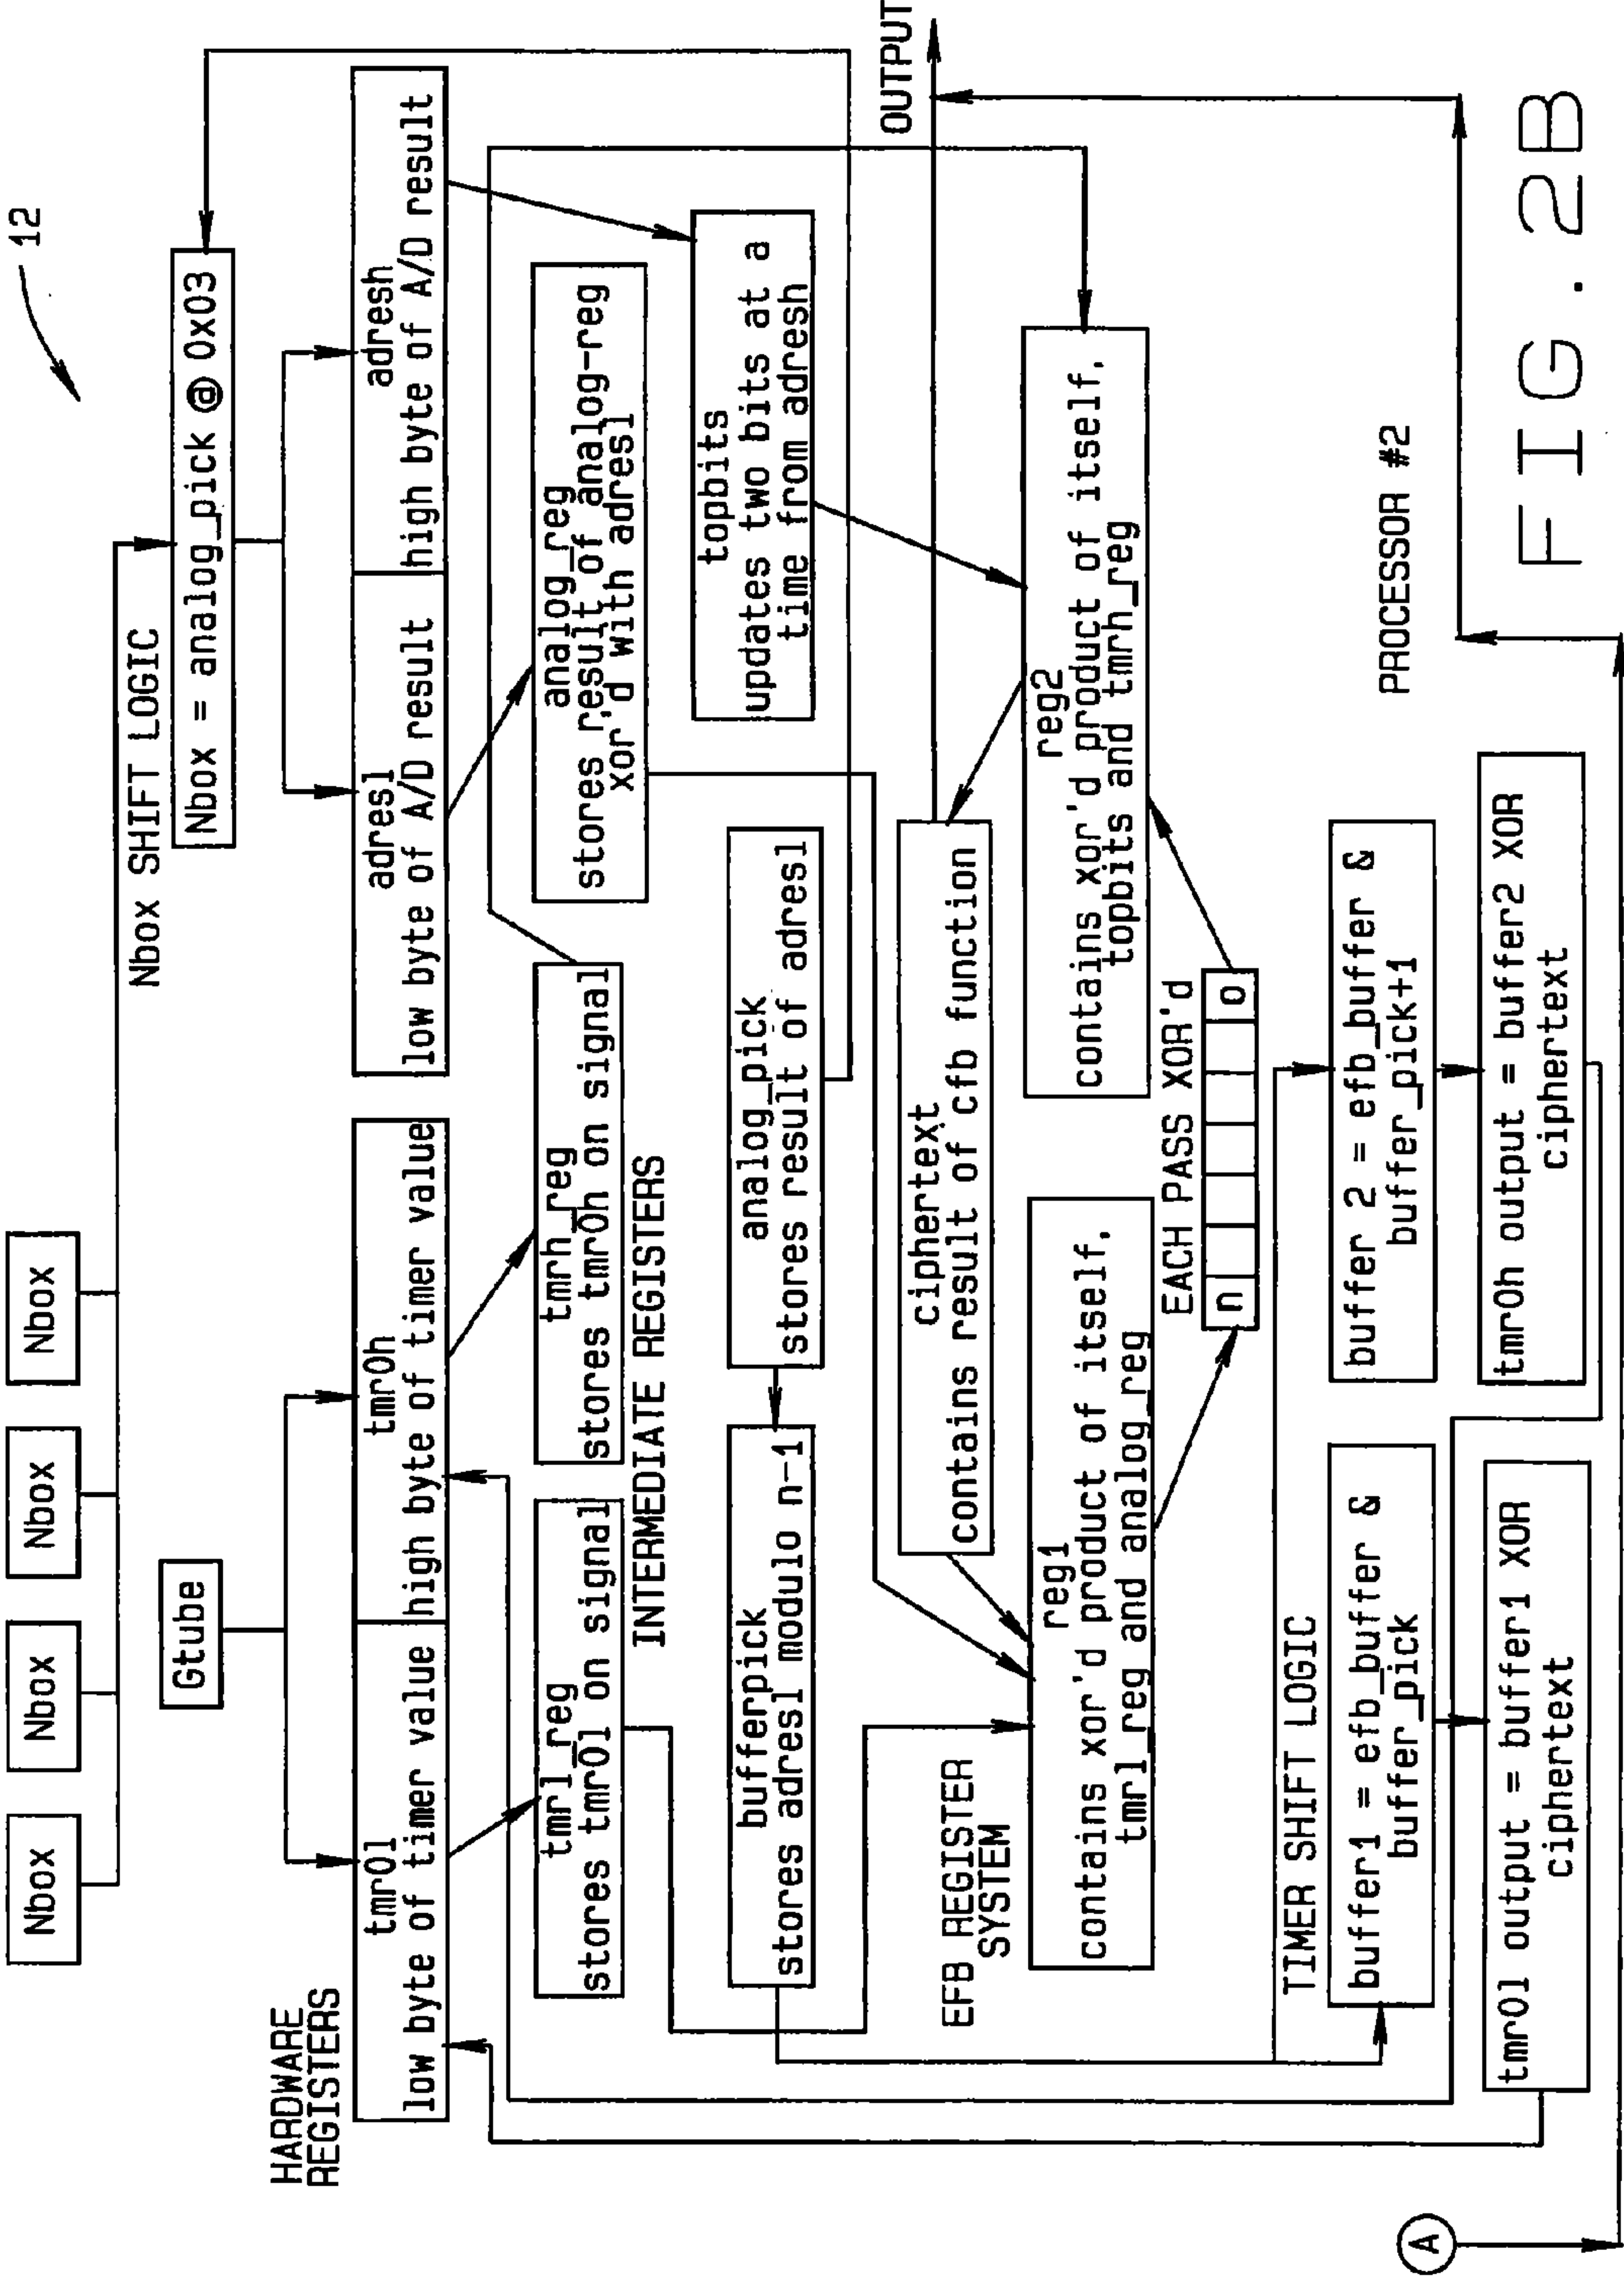 12
Nbox
Nbox
Nbox
Nbox
Nbox SHIFT LOGIC
Gtube
Nbox = analog_pick @ 0x03
HARDWARE
REGISTERS
tmr0l
low byte of timer value
tmr0h
high byte of timer value
adresl
low byte of A/D result
adresh
high byte of A/D result
tmrl_reg
stores tmr0l on signal
tmrh_reg
stores tmr0h on signal
analog_reg
stores result of analog-reg
xor'd with adresl
INTERMEDIATE REGISTERS
bufferpick
stores adresl modulo n-1
analog_pick
stores result of adresl
topbits
updates two bits at a
time from adresh
OUTPUT
ciphertext
contains result of cfb function
EFB REGISTER
SYSTEM
reg1
contains xor'd product of itself,
tmrl_reg and analog_reg
reg2
contains xor'd product of itself,
topbits and tmrh_reg
EACH PASS XOR'd
n
o
TIMER SHIFT LOGIC
buffer1 = efb_buffer &
buffer_pick
buffer 2 = efb_buffer &
buffer_pick+1
PROCESSOR #2
tmr0l output = buffer1 XOR
ciphertext
tmr0h output = buffer2 XOR
ciphertext
A
FIG.2B